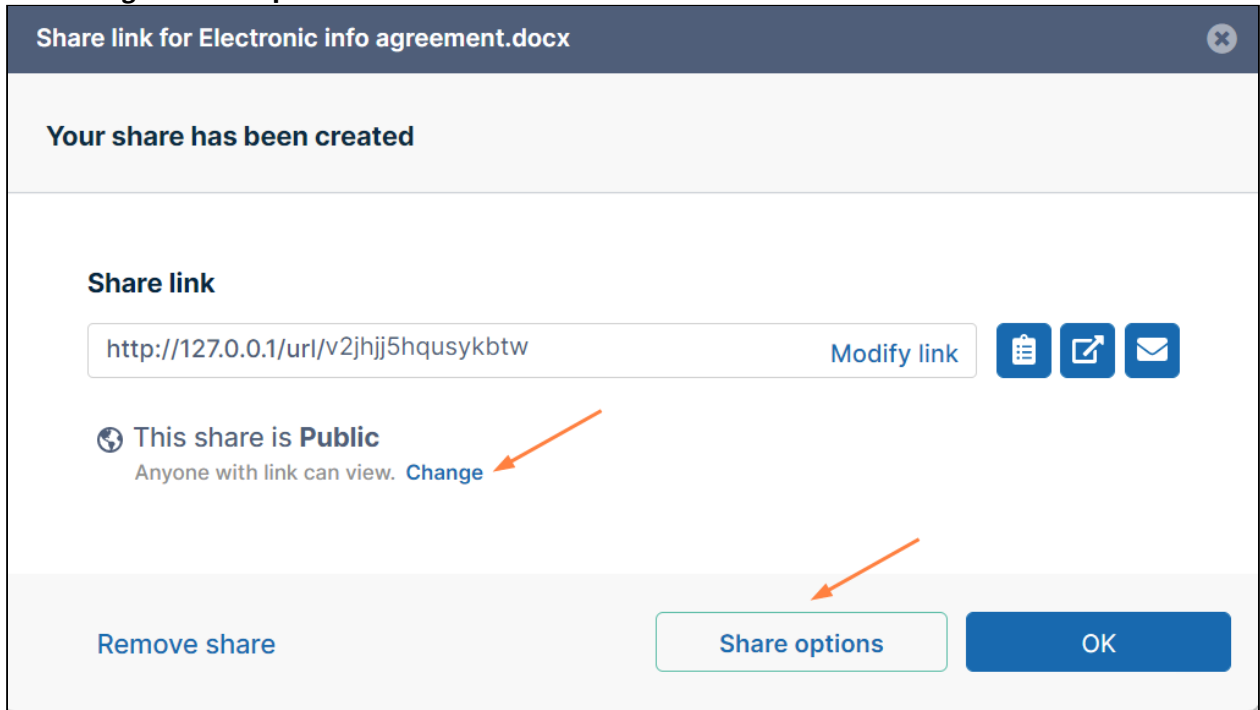 Share link for Electronic info agreement.docx
Your share has been created
Share link
http://127.0.0.1/url/v2jhjj5hqusykbtw Modify link
This share is Public
Anyone with link can view. Change
Remove share Share options OK